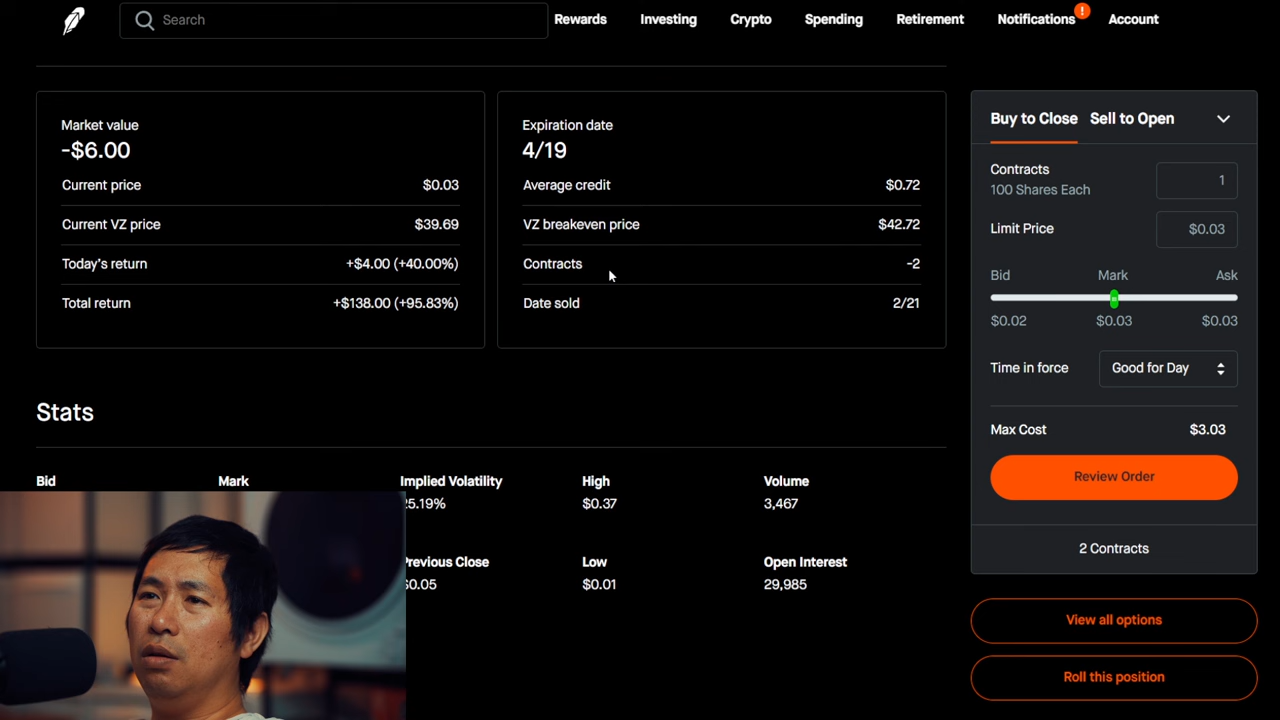 Search
Rewards
Investing
Crypto
Spending
Retirement
Notifications
!
Account
Market value
-$6.00
Current price $0.03
Current VZ price $39.69
Today's return +$4.00 (+40.00%)
Total return +$138.00 (+95.83%)
Expiration date
4/19
Average credit $0.72
VZ breakeven price $42.72
Contracts -2
Date sold 2/21
Buy to Close Sell to Open
Contracts 1
100 Shares Each
Limit Price $0.03
Bid Mark Ask
$0.02 $0.03 $0.03
Time in force Good for Day
Max Cost $3.03
Review Order
2 Contracts
View all options
Roll this position
Stats
Bid Mark Implied Volatility High Volume
5.19% $0.37 3,467
Previous Close Low Open Interest
$0.05 $0.01 29,985